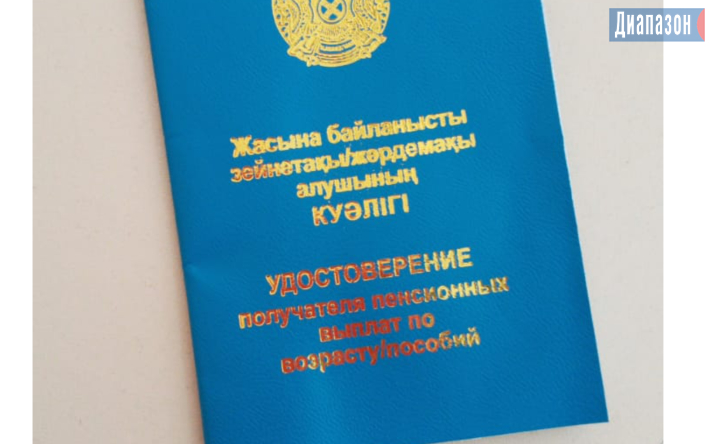 Диапазон
Жасына байланысты
зейнетақы/жәрдемақы
алушының
КУӘЛІГІ
УДОСТОВЕРЕНИЕ
получателя пенсионных
выплат по
возрасту/пособий